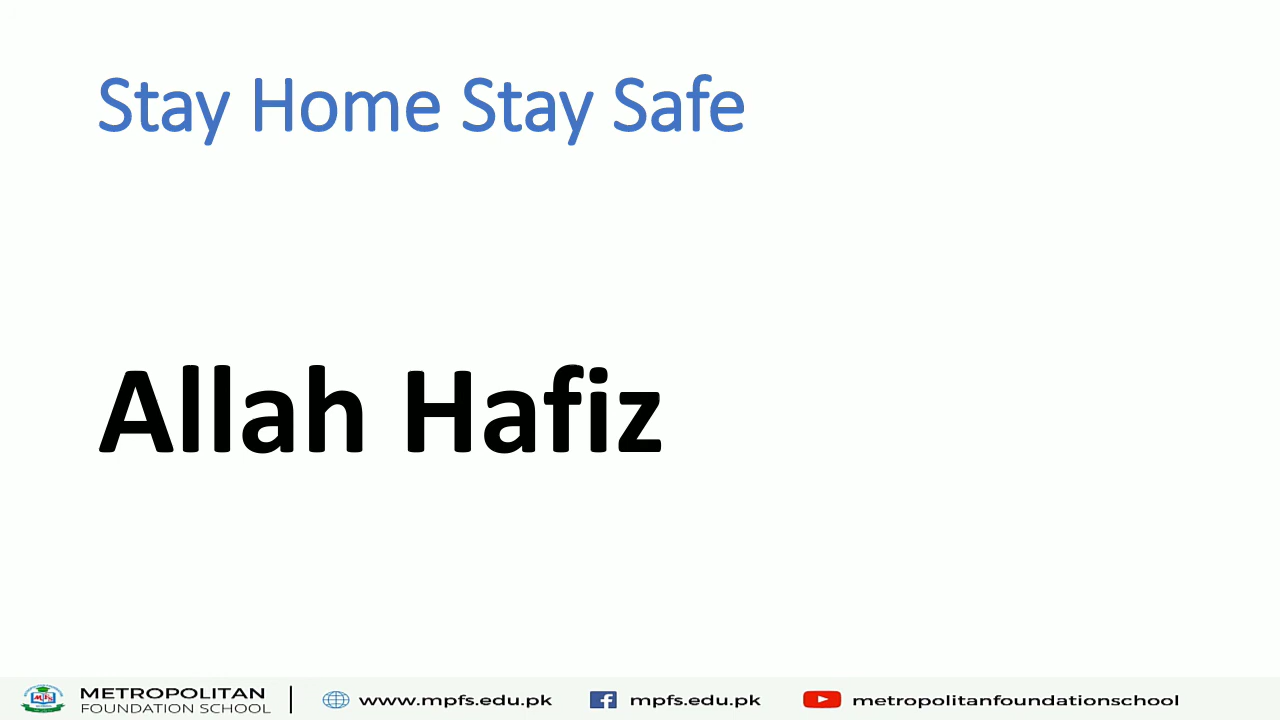 Stay Home Stay Safe
Allah Hafiz
METROPOLITAN
FOUNDATION SCHOOL
www.mpfs.edu.pk
mpfs.edu.pk
metropolitanfoundationschool